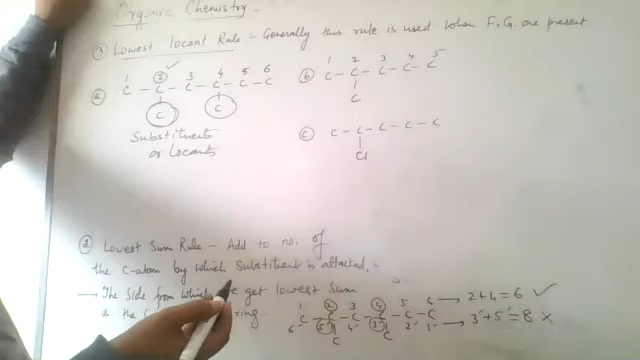 Organic Chemistry
③ Lowest locant Rule - Generally this rule is used when F.G. are present
1 2 3 4 5 6
ⓐ C - C - C - C - C - C
C C
Substituents
or Locants
1 2 3 4 5
ⓑ C - C - C - C - C
C
ⓒ C - C - C - C - C
Cl
② Lowest Sum Rule - Add to no. of
the C-atom by which substituent is attached.
→ The side from which we get lowest sum
is the
1 2 3 4 5 6
C - C - C - C - C - C
6' 5' 4' 3' 2' 1'
C C
→ 2+4=6 ✓
→ 3'+5'=8 ×